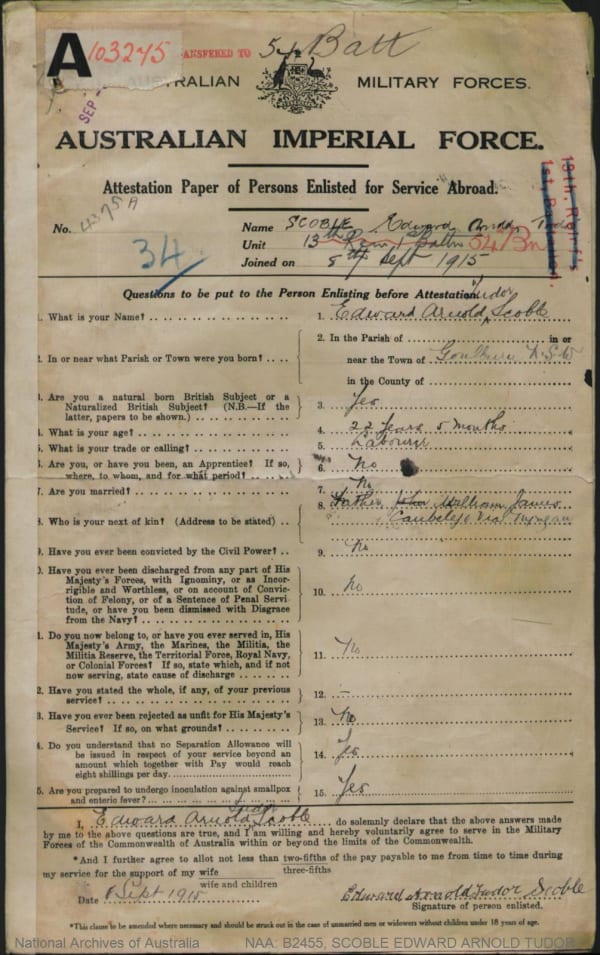 A 103245 ANSFERED TO 54 Batt
SEP
AUSTRALIAN MILITARY FORCES.
AUSTRALIAN IMPERIAL FORCE.
Attestation Paper of Persons Enlisted for Service Abroad.
No. 4375A
34
Name SCOBLE Edward Tudo
Unit 13th Battn 54/Bn
Joined on 8th Sept 1915
Questions to be put to the Person Enlisting before Attestation.
1. What is your Name? 1. Edward Arnold Tudor Scoble
2. In or near what Parish or Town were you born? 2. In the Parish of in or
near the Town of Goulburn N.S.W
in the County of
3. Are you a natural born British Subject or a
Naturalized British Subject? (N.B.—If the
latter, papers to be shown.) 3. Yes
4. What is your age? 4. 22 Years 5 months
5. What is your trade or calling? 5. Labourer
6. Are you, or have you been, an Apprentice? If so,
where, to whom, and for what period? 6. No
7. Are you married? 7. No
8. Who is your next of kin? (Address to be stated) 8. Father John William James
Canbelego via Nyngan
9. Have you ever been convicted by the Civil Power? 9. No
0. Have you ever been discharged from any part of His
Majesty's Forces, with Ignominy, or as Incor-
rigible and Worthless, or on account of Convic-
tion of Felony, or of a Sentence of Penal Servi-
tude, or have you been dismissed with Disgrace
from the Navy? 10. No
1. Do you now belong to, or have you ever served in, His
Majesty's Army, the Marines, the Militia, the
Militia Reserve, the Territorial Force, Royal Navy,
or Colonial Forces? If so, state which, and if not
now serving, state cause of discharge 11. No
2. Have you stated the whole, if any, of your previous
service? 12. –
3. Have you ever been rejected as unfit for His Majesty's
Service? If so, on what grounds? 13. No
4. Do you understand that no Separation Allowance will
be issued in respect of your service beyond an
amount which together with Pay would reach
eight shillings per day. 14. Yes
5. Are you prepared to undergo inoculation against smallpox
and enteric fever? 15. Yes
I, Edward Arnold Tudor Scoble do solemnly declare that the above answers made
by me to the above questions are true, and I am willing and hereby voluntarily agree to serve in the Military
Forces of the Commonwealth of Australia within or beyond the limits of the Commonwealth.
*And I further agree to allot not less than two-fifths of the pay payable to me from time to time during
three-fifths
my service for the support of my wife
wife and children
Date 8 Sept 1915 Edward Arnold Tudor Scoble
Signature of person enlisted.
*This clause to be amended where necessary and should be struck out in the case of unmarried men or widowers without children under 18 years of age.
National Archives of Australia NAA: B2455, SCOBLE EDWARD ARNOLD TUDOR